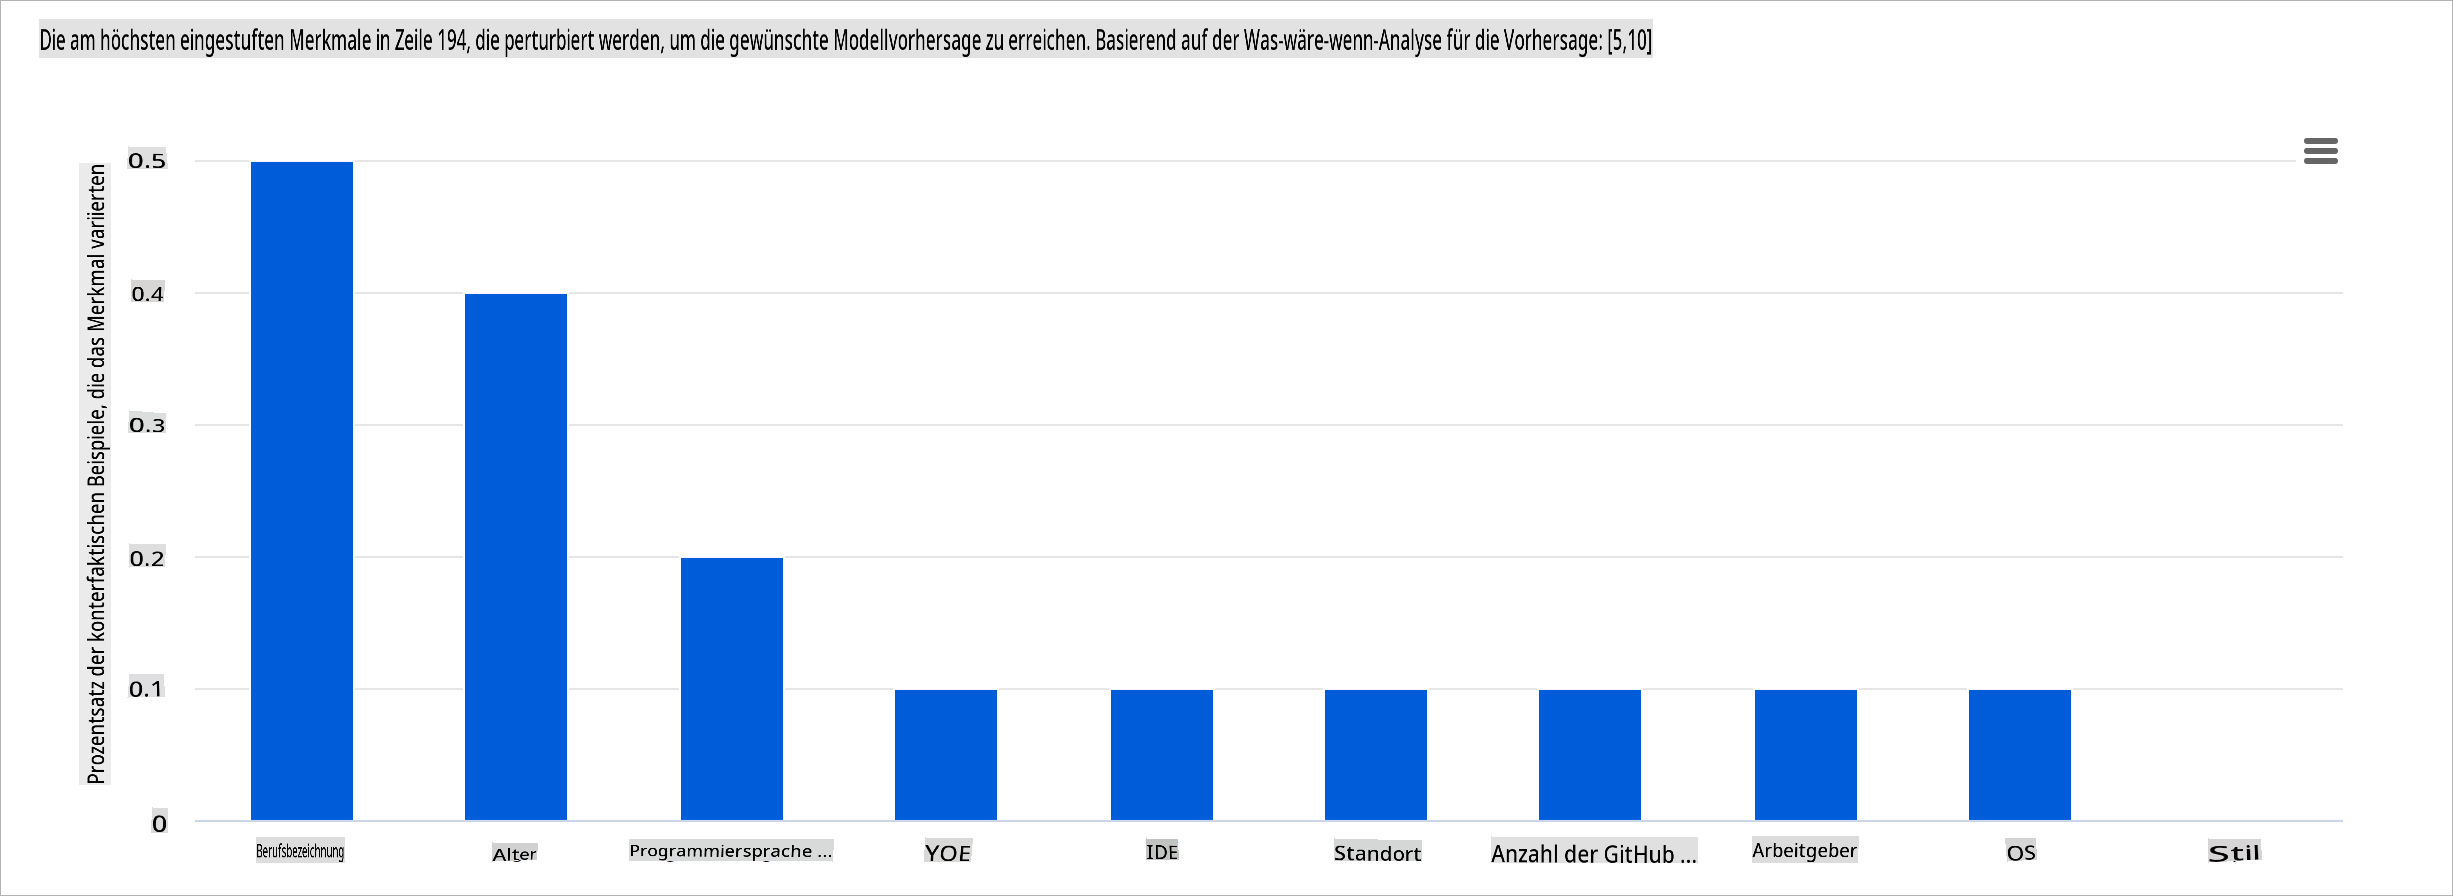 Die am höchsten eingestuften Merkmale in Zeile 194, die perturbiert werden, um die gewünschte Modellvorhersage zu erreichen. Basierend auf der Was-wäre-wenn-Analyse für die Vorhersage: [5,10]
Prozentsatz der konterfaktischen Beispiele, die das Merkmal variierten
0.5
0.4
0.3
0.2
0.1
0
Berufsbezeichnung
Alter
Programmiersprache ...
YOE
IDE
Standort
Anzahl der GitHub ...
Arbeitgeber
OS
Stil